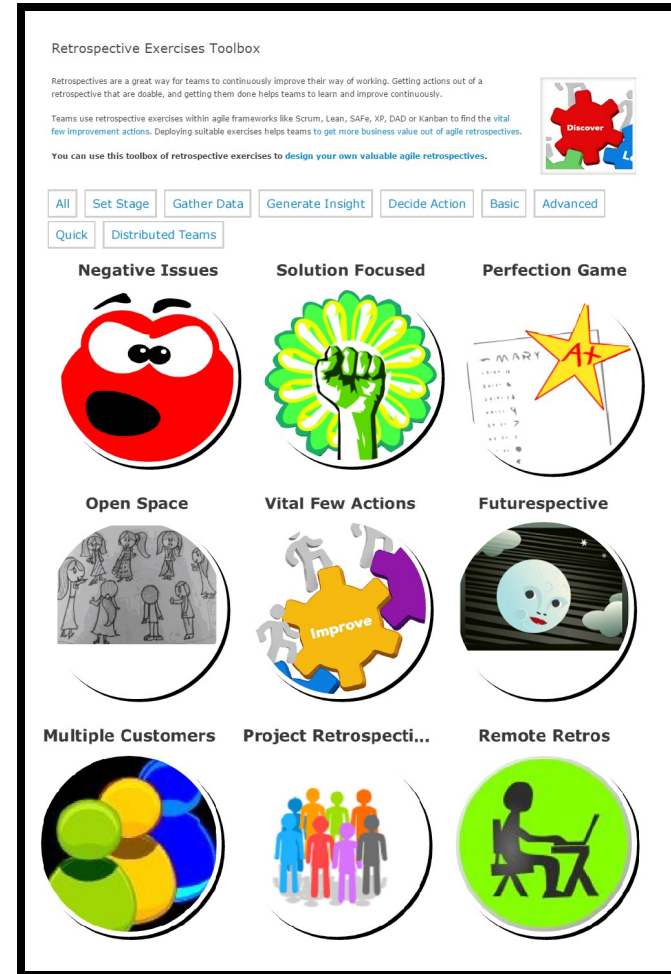 Retrospective Exercises Toolbox
Retrospectives are a great way for teams to continuously improve their way of working. Getting actions out of a
retrospective that are doable, and getting them done helps teams to learn and improve continuously.
Teams use retrospective exercises within agile frameworks like Scrum, Lean, SAFe, XP, DAD or Kanban to find the vital
few improvement actions. Deploying suitable exercises helps teams to get more business value out of agile retrospectives.
You can use this toolbox of retrospective exercises to design your own valuable agile retrospectives.
Discover
All Set Stage Gather Data Generate Insight Decide Action Basic Advanced
Quick Distributed Teams
Negative Issues Solution Focused Perfection Game
MARY
A+
Open Space Vital Few Actions Futurespective
Improve
Multiple Customers Project Retrospecti... Remote Retros